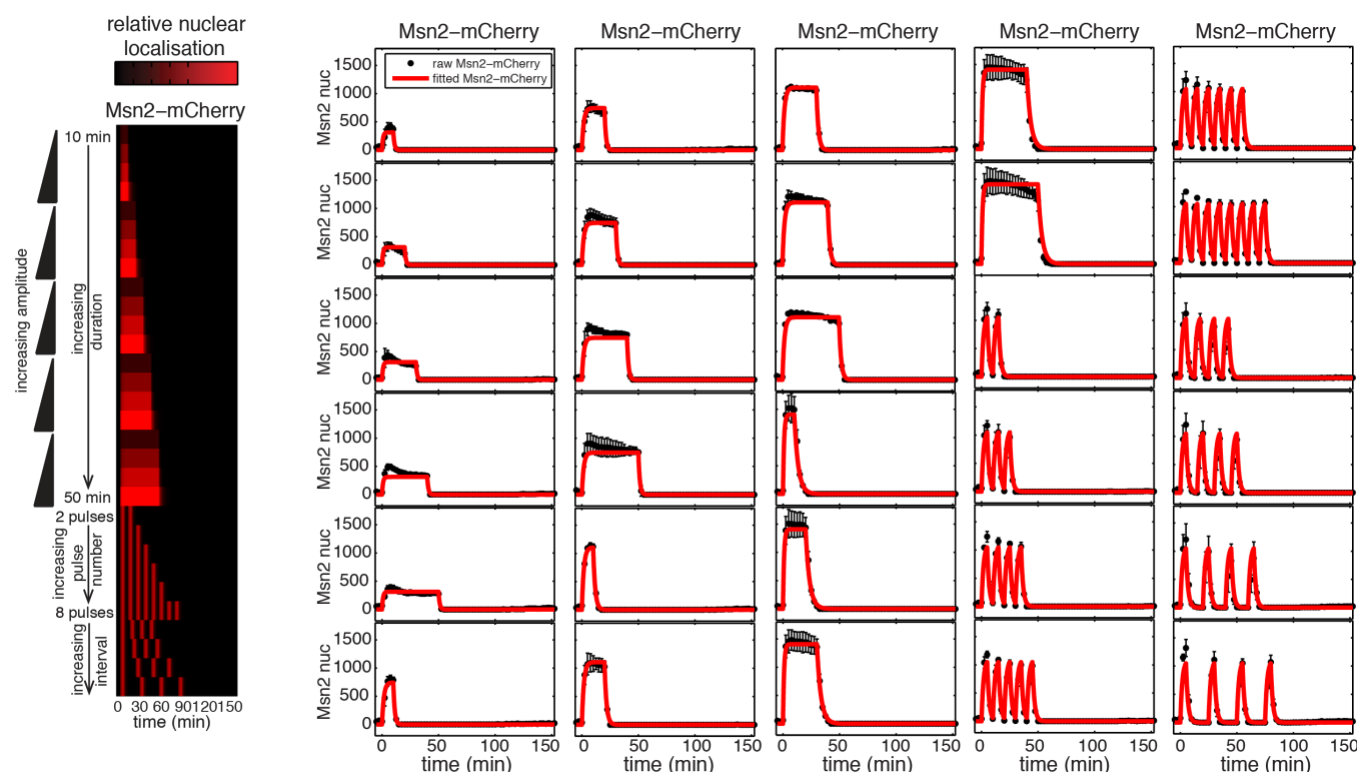 relative nuclear
localisation
Msn2−mCherry
10 min
increasing amplitude
increasing
duration
50 min
2 pulses
increasing
pulse
number
8 pulses
increasing
interval
0 30 60 90120150
time (min)
Msn2−mCherry Msn2−mCherry Msn2−mCherry Msn2−mCherry Msn2−mCherry
raw Msn2−mCherry
fitted Msn2−mCherry
Msn2 nuc
1500
1000
500
0
Msn2 nuc
1500
1000
500
0
Msn2 nuc
1500
1000
500
0
Msn2 nuc
1500
1000
500
0
Msn2 nuc
1500
1000
500
0
Msn2 nuc
1500
1000
500
0
0 50 100 150 0 50 100 150 0 50 100 150 0 50 100 150 0 50 100 150
time (min) time (min) time (min) time (min) time (min)